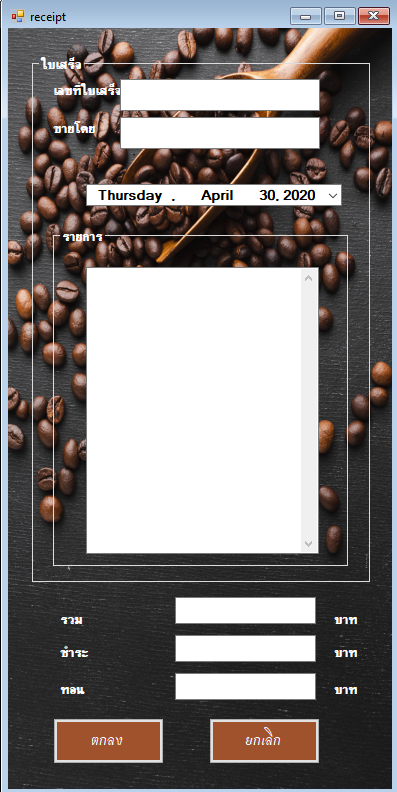 receipt
ใบเสร็จ
เลขที่ใบเสร็จ
ขายโดย
Thursday , April 30, 2020
รายการ
รวม บาท
ชำระ บาท
ทอน บาท
ตกลง ยกเลิก